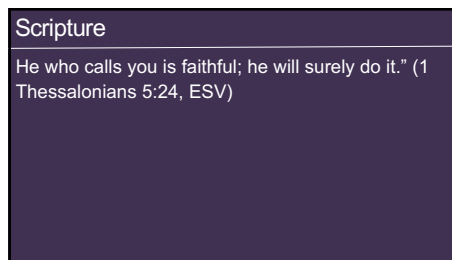 Scripture
He who calls you is faithful; he will surely do it.” (1
Thessalonians 5:24, ESV)